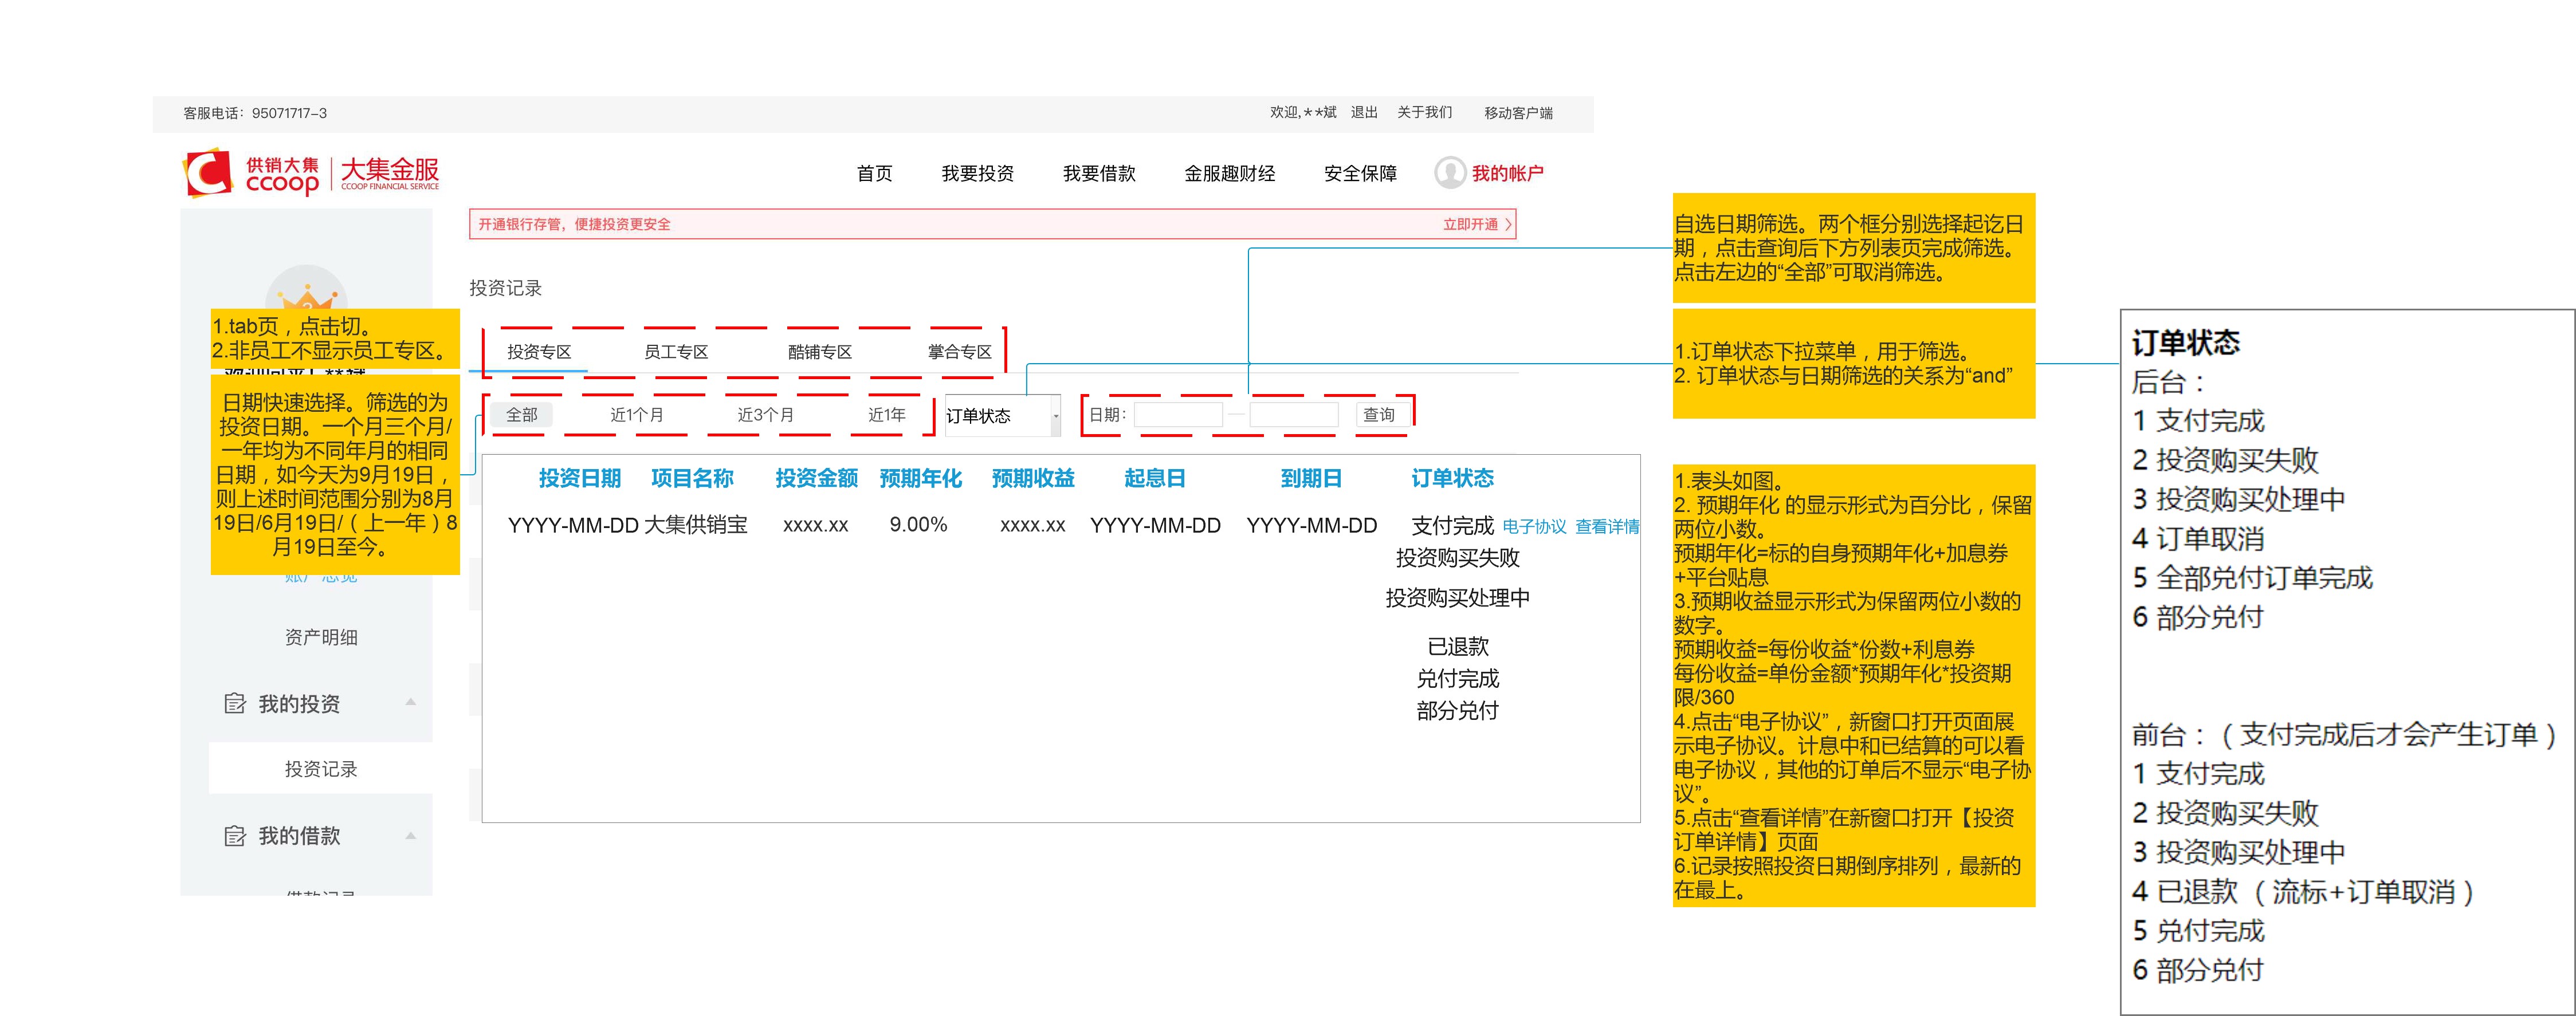 客服电话：95071717-3
欢迎,**斌 退出 关于我们 移动客户端
供销大集
ccoop
大集金服
CCOOP FINANCIAL SERVICE
首页 我要投资 我要借款 金服趣财经 安全保障 我的帐户
开通银行存管，便捷投资更安全 立即开通 〉
投资记录
1.tab页，点击切。
2.非员工不显示员工专区。
投资专区 员工专区 酷铺专区 掌合专区
日期快速选择。筛选的为
投资日期。一个月三个月/
一年均为不同年月的相同
日期，如今天为9月19日，
则上述时间范围分别为8月
19日/6月19日/（上一年）8
月19日至今。
全部 近1个月 近3个月 近1年 订单状态 日期： — 查询
投资日期 项目名称 投资金额 预期年化 预期收益 起息日 到期日 订单状态
YYYY-MM-DD 大集供销宝 xxxx.xx 9.00% xxxx.xx YYYY-MM-DD YYYY-MM-DD 支付完成 电子协议 查看详情
投资购买失败
投资购买处理中
已退款
兑付完成
部分兑付
资产明细
我的投资
投资记录
我的借款
自选日期筛选。两个框分别选择起讫日
期，点击查询后下方列表页完成筛选。
点击左边的“全部”可取消筛选。
1.订单状态下拉菜单，用于筛选。
2. 订单状态与日期筛选的关系为“and”
1.表头如图。
2. 预期年化 的显示形式为百分比，保留
两位小数。
预期年化=标的自身预期年化+加息券
+平台贴息
3.预期收益显示形式为保留两位小数的
数字。
预期收益=每份收益*份数+利息券
每份收益=单份金额*预期年化*投资期
限/360
4.点击“电子协议”，新窗口打开页面展
示电子协议。计息中和已结算的可以看
电子协议，其他的订单后不显示“电子协
议”。
5.点击“查看详情”在新窗口打开【投资
订单详情】页面
6.记录按照投资日期倒序排列，最新的
在最上。
订单状态
后台：
1 支付完成
2 投资购买失败
3 投资购买处理中
4 订单取消
5 全部兑付订单完成
6 部分兑付
前台：（支付完成后才会产生订单）
1 支付完成
2 投资购买失败
3 投资购买处理中
4 已退款 （流标+订单取消）
5 兑付完成
6 部分兑付